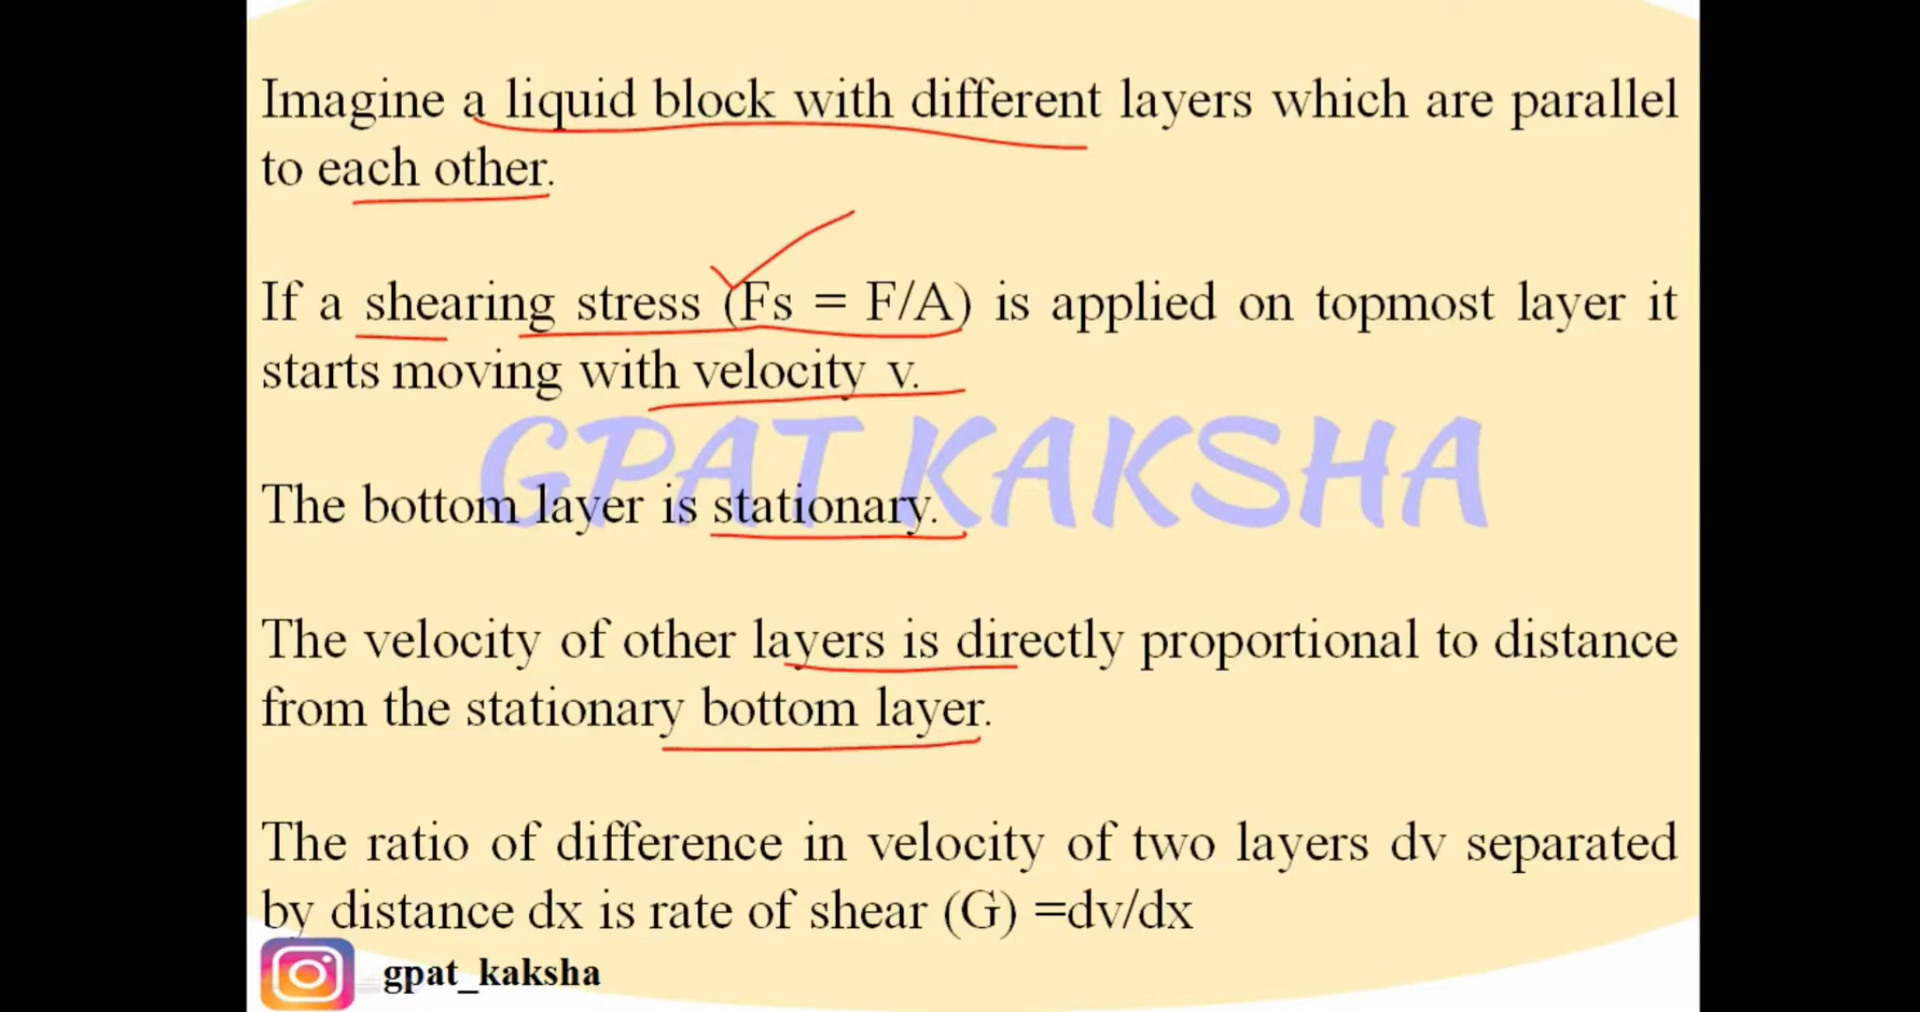 Imagine a liquid block with different layers which are parallel
to each other.
If a shearing stress (Fs = F/A) is applied on topmost layer it
starts moving with velocity v.
GPAT KAKSHA
The bottom layer is stationary.
The velocity of other layers is directly proportional to distance
from the stationary bottom layer.
The ratio of difference in velocity of two layers dv separated
by distance dx is rate of shear (G) =dv/dx
gpat_kaksha